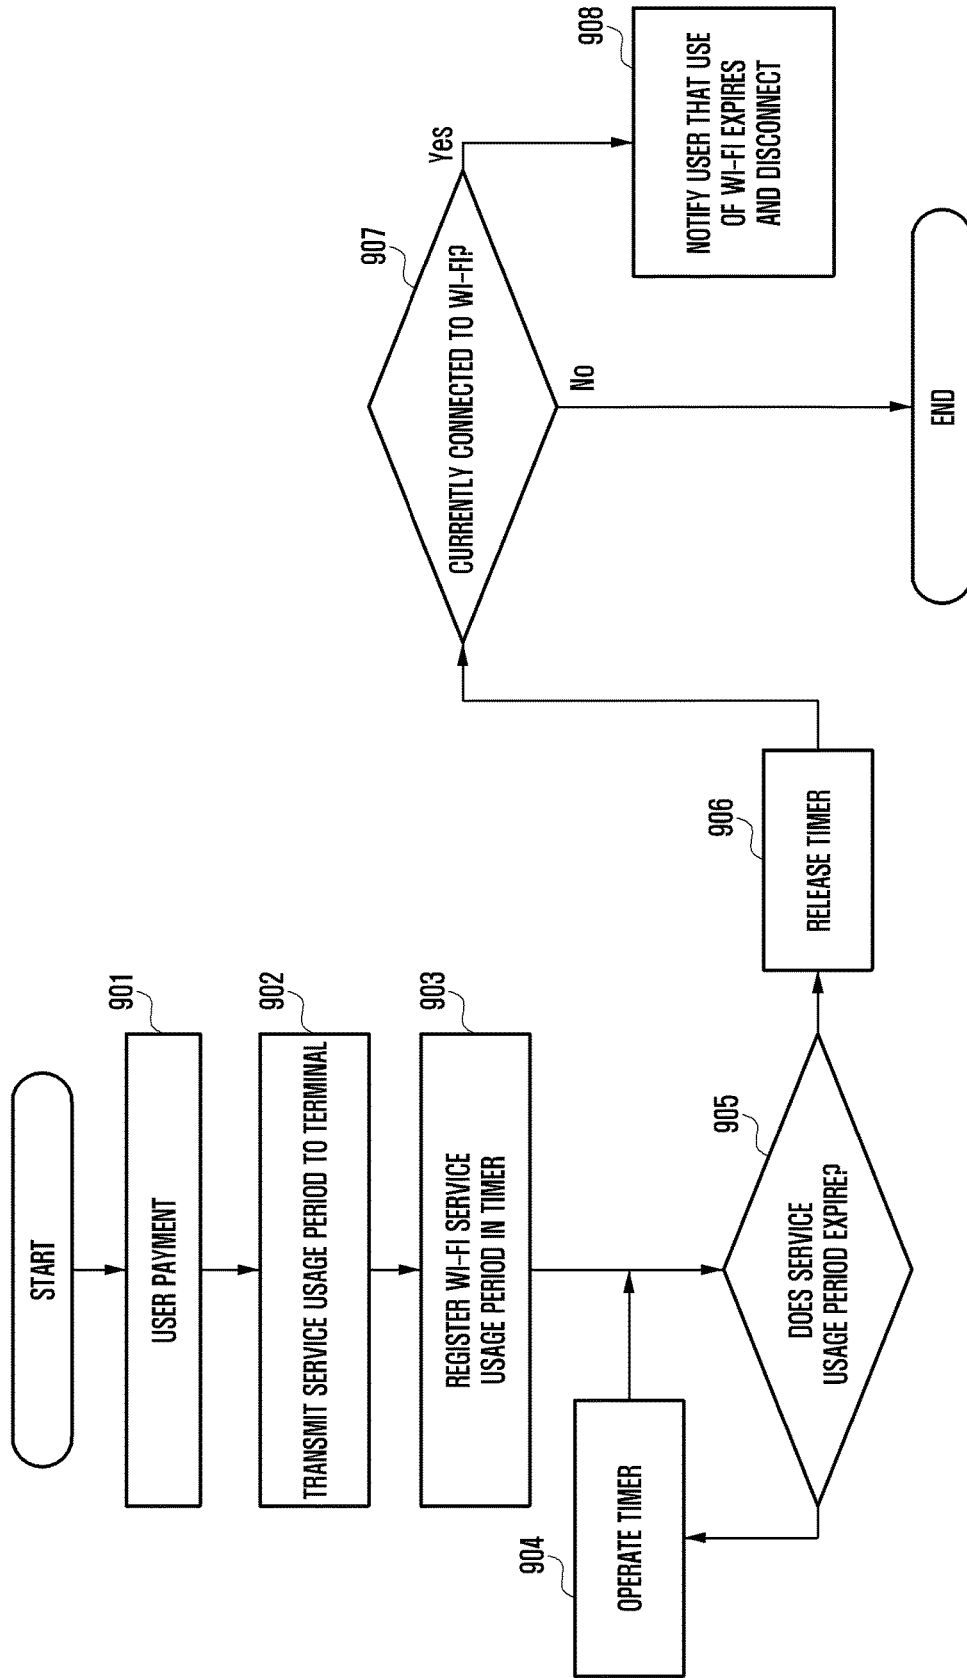 START
901
USER PAYMENT
902
TRANSMIT SERVICE USAGE PERIOD TO TERMINAL
903
REGISTER WI-FI SERVICE
USAGE PERIOD IN TIMER
904
OPERATE TIMER
905
DOES SERVICE
USAGE PERIOD EXPIRE?
906
RELEASE TIMER
907
CURRENTLY CONNECTED TO WI-FI?
Yes
No
908
NOTIFY USER THAT USE
OF WI-FI EXPIRES
AND DISCONNECT
END